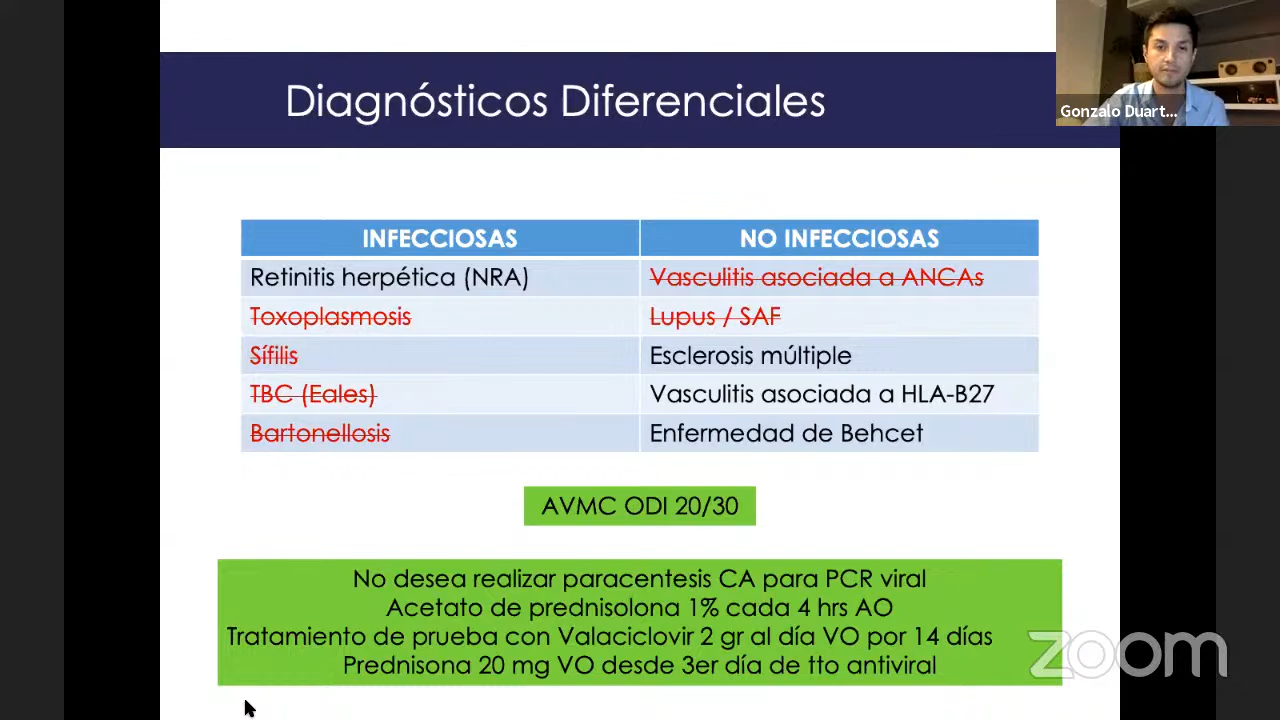 Diagnósticos Diferenciales
Gonzalo Duart...
INFECCIOSAS NO INFECCIOSAS
Retinitis herpética (NRA) Vasculitis asociada a ANCAs
Toxoplasmosis Lupus / SAF
Sífilis Esclerosis múltiple
TBC (Eales) Vasculitis asociada a HLA-B27
Bartonellosis Enfermedad de Behcet
AVMC ODI 20/30
No desea realizar paracentesis CA para PCR viral
Acetato de prednisolona 1% cada 4 hrs AO
Tratamiento de prueba con Valaciclovir 2 gr al día VO por 14 días
Prednisona 20 mg VO desde 3er día de tto antiviral
zoom